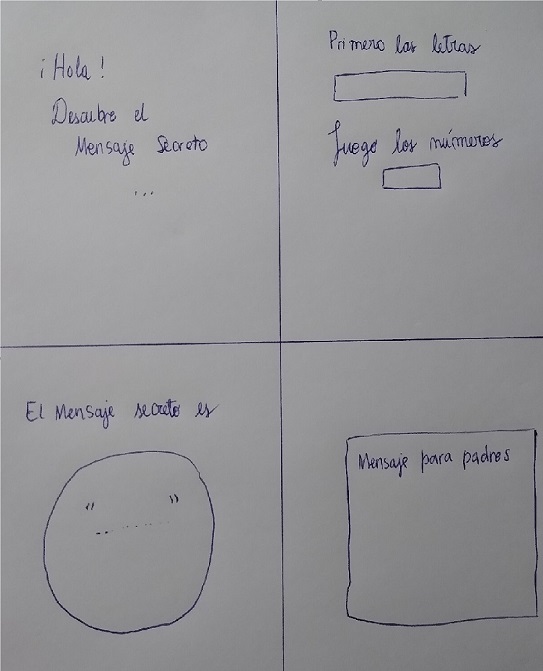 ¡Hola!
Descubre el
Mensaje Secreto
...
Primero las letras
Luego los números
El Mensaje secreto es
" "
Mensaje para padres